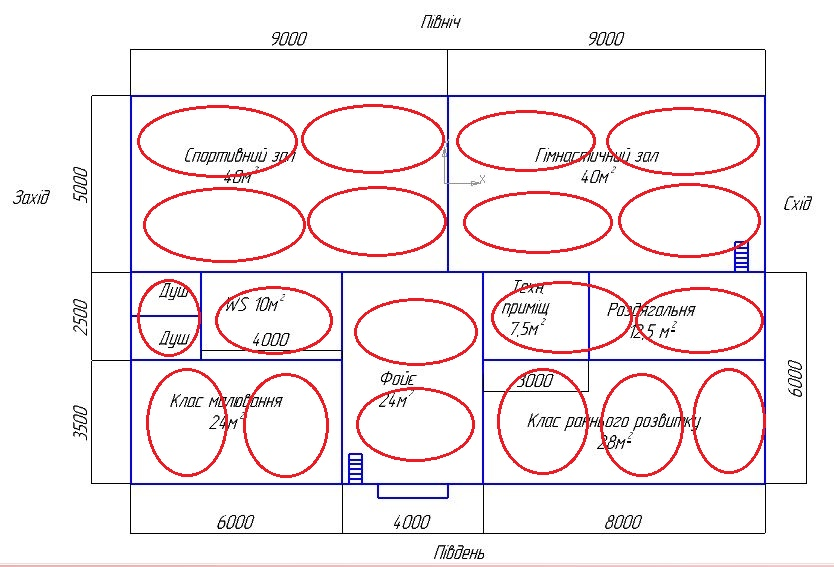 Північ
9000 9000
5000
Спортивний зал
48м²
Гімнастичний зал
40м²
X
Захід
Схід
2500
Душ
Душ
WS 10м²
4000
Техн.
приміщ
7,5м²
Роздягальня
12,5 м²
Фойє
24м²
3000
6000
3500
Клас малювання
24м²
Клас раннього розвитку
28м²
6000 4000 8000
Південь